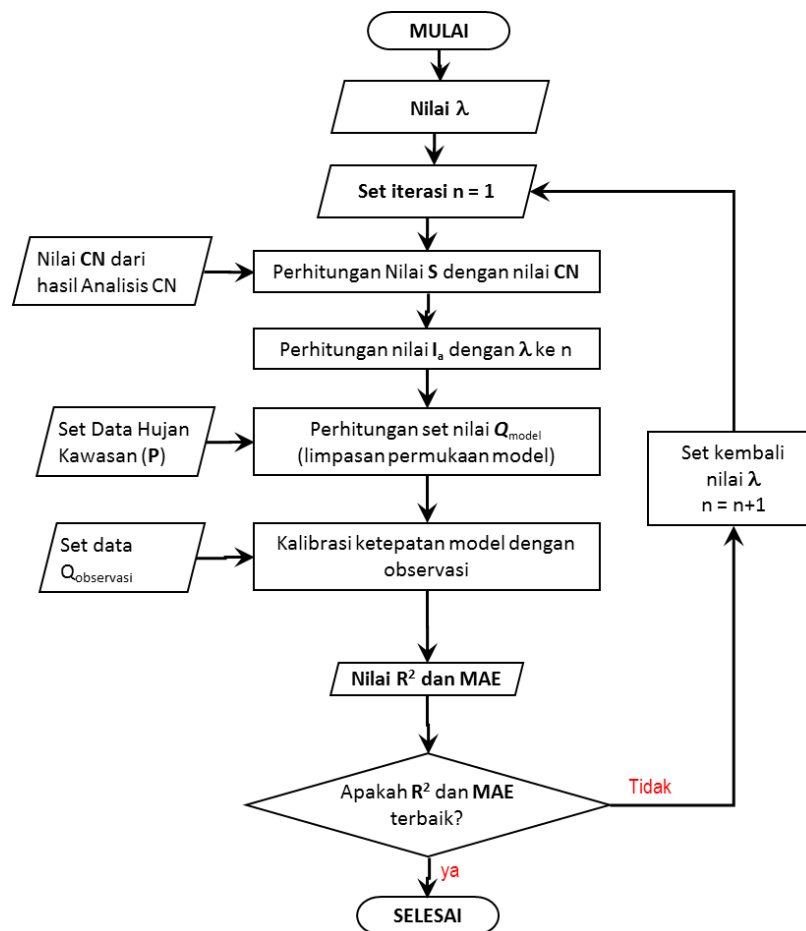 MULAI
Nilai λ
Set iterasi n = 1
Nilai CN dari
hasil Analisis CN
Perhitungan Nilai S dengan nilai CN
Perhitungan nilai Iₐ dengan λ ke n
Set Data Hujan
Kawasan (P)
Perhitungan set nilai Qmodel
(limpasan permukaan model)
Set kembali
nilai λ
n = n+1
Set data
Qobservasi
Kalibrasi ketepatan model dengan
observasi
Nilai R² dan MAE
Apakah R² dan MAE
terbaik?
Tidak
ya
SELESAI